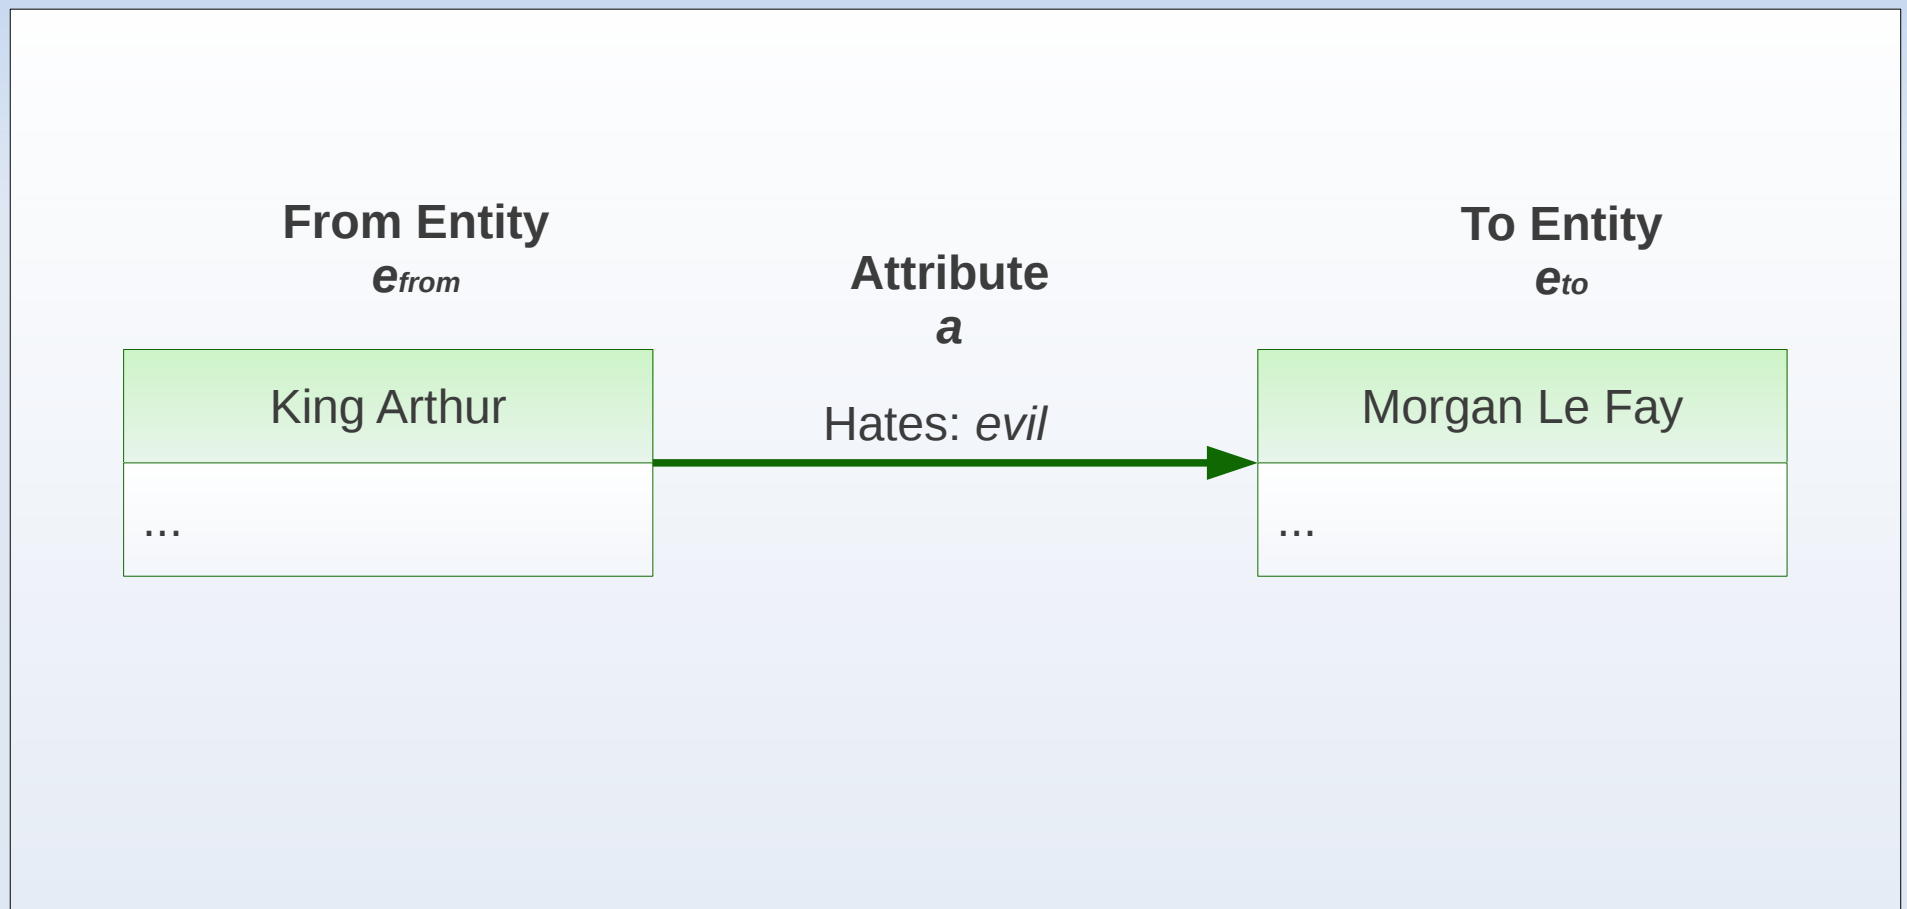 From Entity
efrom
Attribute
a
To Entity
eto
King Arthur
Hates: evil
Morgan Le Fay
...
...